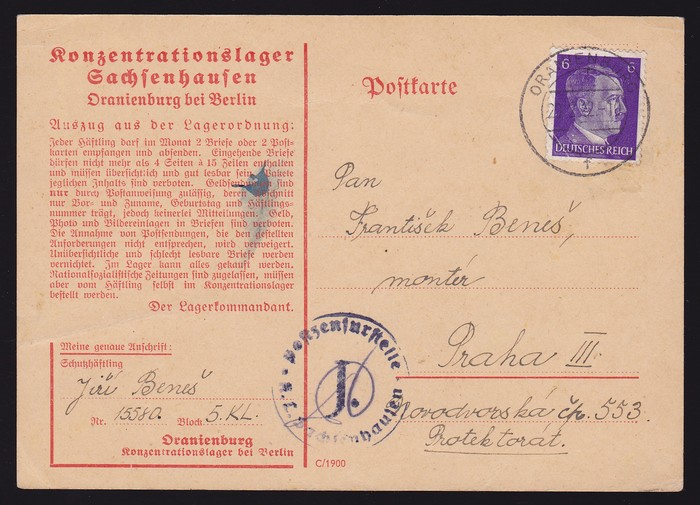 Konzentrationslager
Sachsenhausen
Oranienburg bei Berlin
Auszug aus der Lagerordnung:
Jeder Häftling darf im Monat 2 Briefe oder 2 Post-
karten empfangen und absenden. Eingehende Briefe
dürfen nicht mehr als 4 Seiten à 15 Zeilen enthalten
und müssen übersichtlich und gut lesbar sein. Pakete
jeglichen Inhalts sind verboten. Geldsendungen sind
nur durch Postanweisung zulässig, deren Abschnitt
nur Vor- und Zuname, Geburtstag und Häftlings-
nummer trägt, jedoch keinerlei Mitteilungen. Geld,
Photo und Bildereinlagen in Briefen sind verboten.
Die Annahme von Postsendungen, die den gestellten
Anforderungen nicht entsprechen, wird verweigert.
Unübersichtliche und schlecht lesbare Briefe werden
vernichtet. Im Lager kann alles gekauft werden.
Nationalsozialistische Zeitungen sind zugelassen, müssen
aber vom Häftling selbst im Konzentrationslager
bestellt werden.
Der Lagerkommandant.
Meine genaue Anschrift:
Schutzhäftling
Jiří Beneš
Nr. 15580. Block 5. KL.
Oranienburg
Konzentrationslager bei Berlin
Postkarte
6 6
DEUTSCHES REICH
Pan
František Beneš,
montér
Praha III.
Novodvorská čp. 553.
Protektorát.
Postzensurstelle
J.
K.L. Sachsenhausen
C/1900